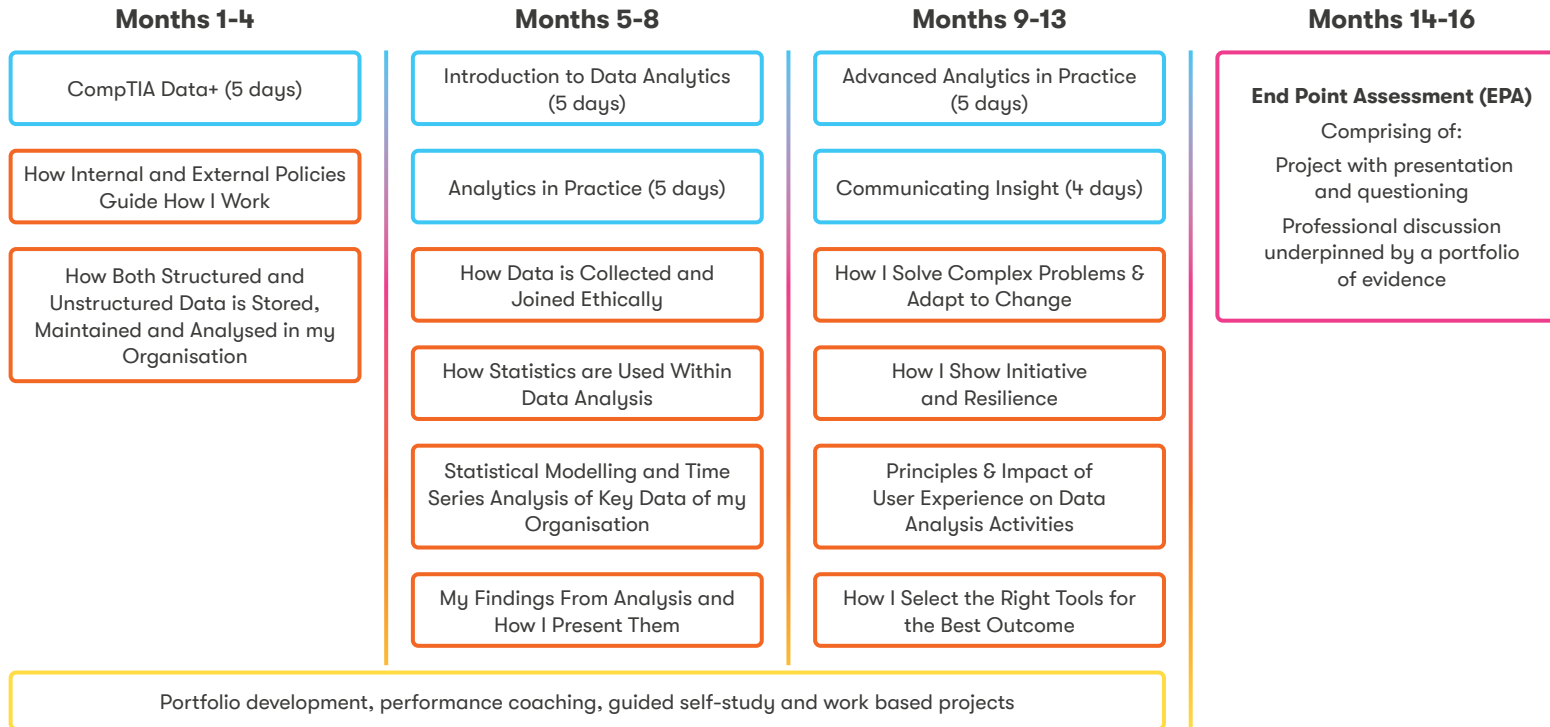 Months 1-4
CompTIA Data+ (5 days)
How Internal and External Policies
Guide How I Work
How Both Structured and
Unstructured Data is Stored,
Maintained and Analysed in my
Organisation
Months 5-8
Introduction to Data Analytics
(5 days)
Analytics in Practice (5 days)
How Data is Collected and
Joined Ethically
How Statistics are Used Within
Data Analysis
Statistical Modelling and Time
Series Analysis of Key Data of my
Organisation
My Findings From Analysis and
How I Present Them
Months 9-13
Advanced Analytics in Practice
(5 days)
Communicating Insight (4 days)
How I Solve Complex Problems &
Adapt to Change
How I Show Initiative
and Resilience
Principles & Impact of
User Experience on Data
Analysis Activities
How I Select the Right Tools for
the Best Outcome
Months 14-16
End Point Assessment (EPA)
Comprising of:
Project with presentation
and questioning
Professional discussion
underpinned by a portfolio
of evidence
Portfolio development, performance coaching, guided self-study and work based projects